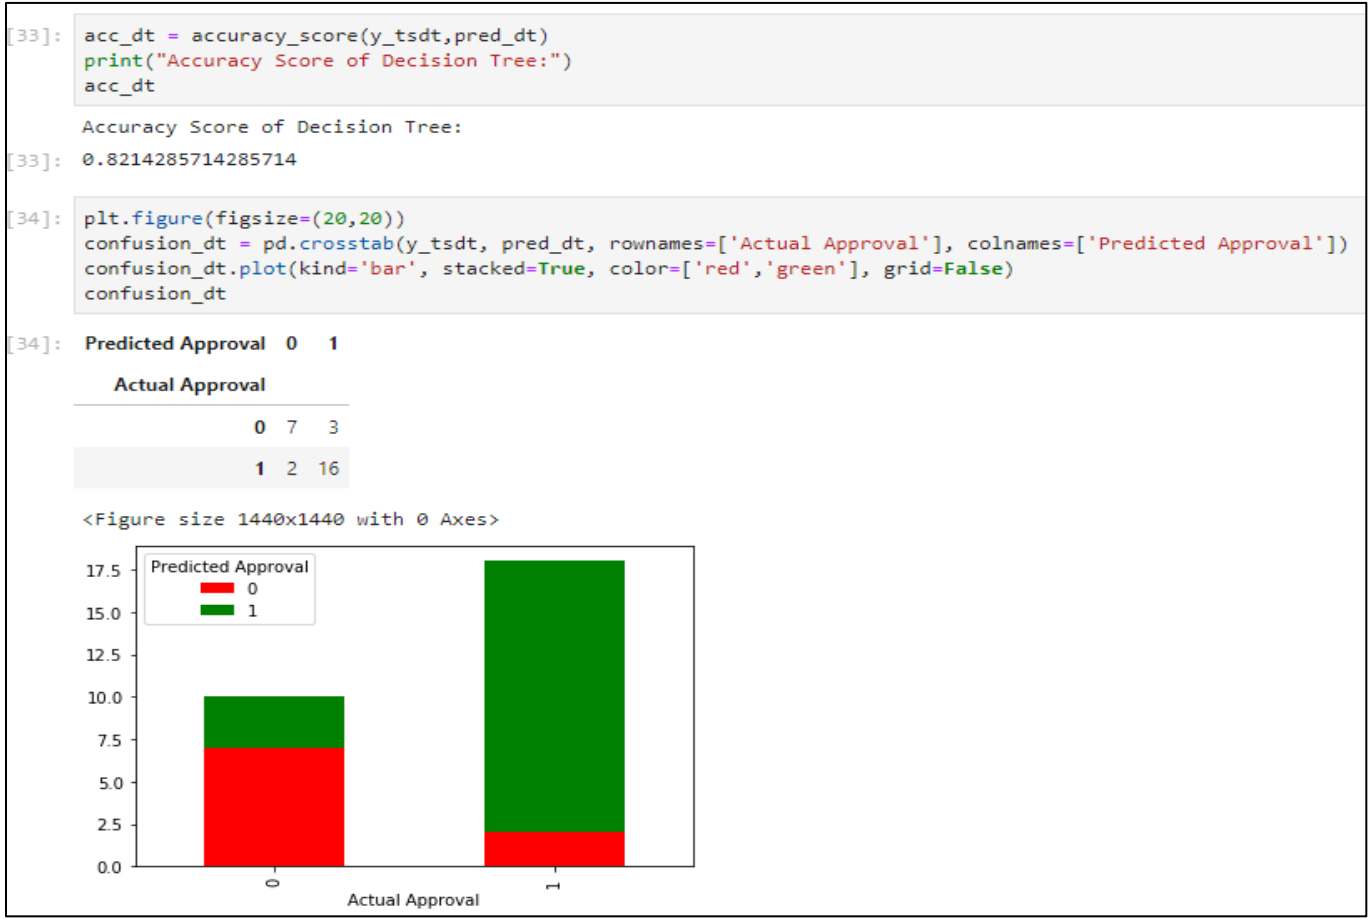 [33]: acc_dt = accuracy_score(y_tsdt,pred_dt)
print("Accuracy Score of Decision Tree:")
acc_dt
Accuracy Score of Decision Tree:
[33]: 0.8214285714285714
[34]: plt.figure(figsize=(20,20))
confusion_dt = pd.crosstab(y_tsdt, pred_dt, rownames=['Actual Approval'], colnames=['Predicted Approval'])
confusion_dt.plot(kind='bar', stacked=True, color=['red','green'], grid=False)
confusion_dt
[34]: Predicted Approval 0 1
Actual Approval
0 7 3
1 2 16
<Figure size 1440x1440 with 0 Axes>
Predicted Approval
0
1
17.5
15.0
12.5
10.0
7.5
5.0
2.5
0.0
0 1
Actual Approval